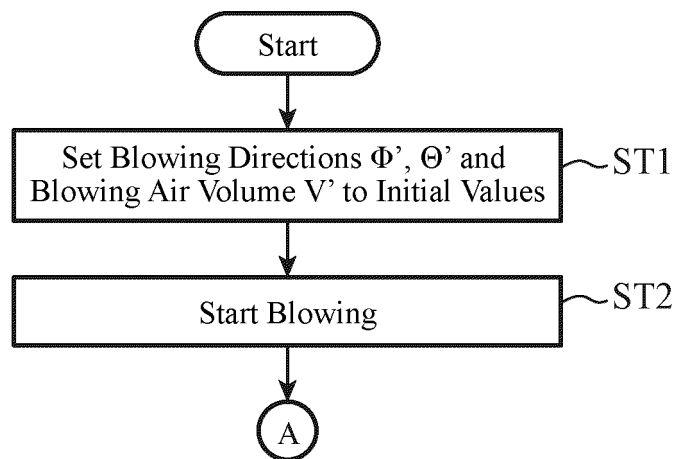 Start
Set Blowing Directions Φ’, Θ’ and
Blowing Air Volume V’ to Initial Values
ST1
Start Blowing
ST2
A